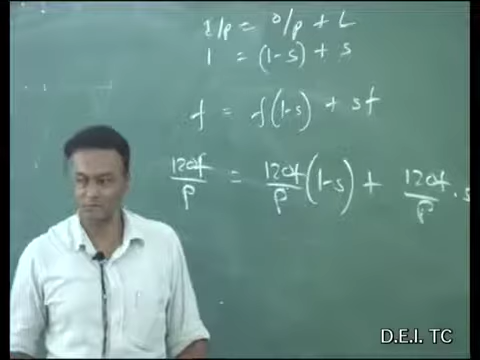 I/p = O/p + L
1 = (1-s) + s
f = f(1-s) + sf
120f/P = 120f/P (1-s) + 120f/P . s
D.E.I. TC